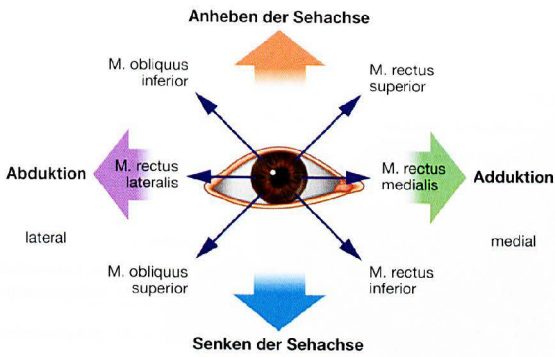 Anheben der Sehachse
M. obliquus
inferior
M. rectus
superior
Abduktion
M. rectus
lateralis
M. rectus
medialis
Adduktion
lateral
medial
M. obliquus
superior
M. rectus
inferior
Senken der Sehachse